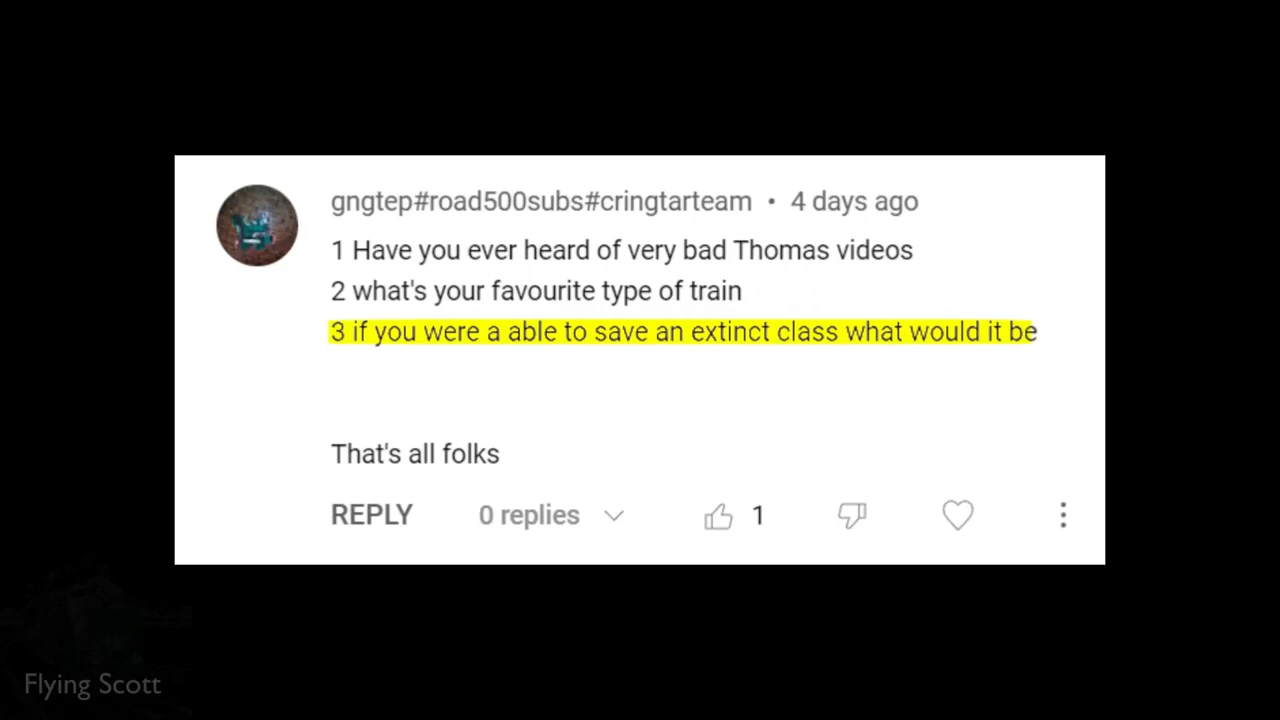 gngtep#road500subs#cringtarteam • 4 days ago
1 Have you ever heard of very bad Thomas videos
2 what's your favourite type of train
3 if you were a able to save an extinct class what would it be
That's all folks
REPLY 0 replies 1
Flying Scott